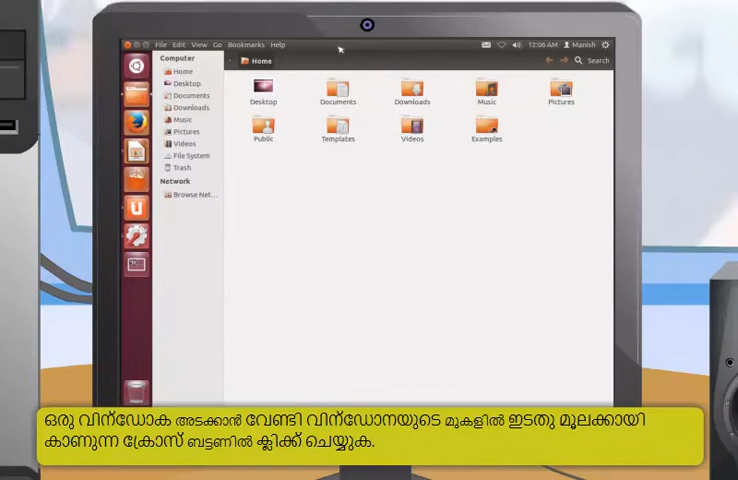 File Edit View Go Bookmarks Help 12:06 AM Manish
Computer Home Search
Home
Desktop
Documents
Downloads
Music
Pictures
Videos
File System
Trash
Network
Browse Net...
Desktop Documents Downloads Music Pictures
Public Templates Videos Examples
ഒരു വിന്ഡോക അടക്കാൻ വേണ്ടി വിന്ഡോനയുടെ മുകളിൽ ഇടതു മൂലക്കായി
കാണുന്ന ക്രോസ് ബട്ടണിൽ ക്ലിക്ക് ചെയ്യുക.